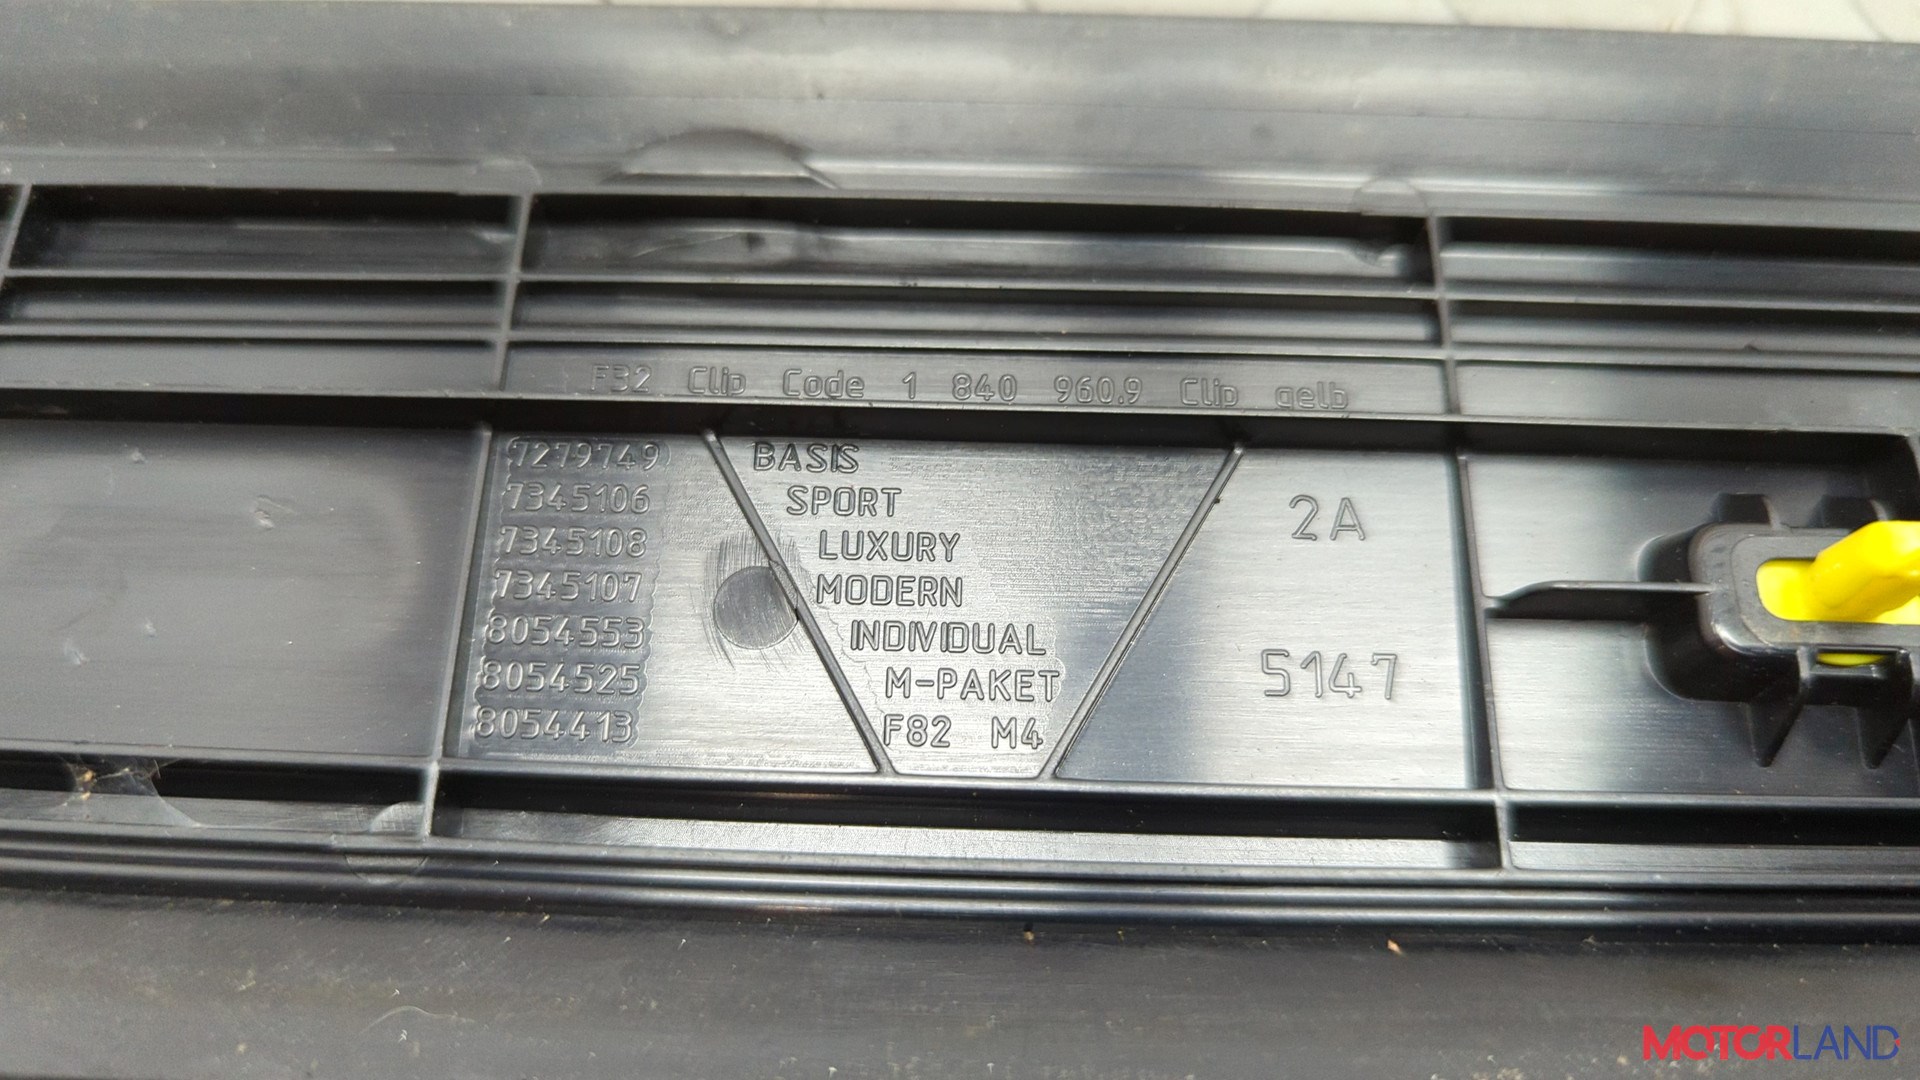 F32 Clip Code 1 840 960.9 Clip gelb
7279749 BASIS
7345106 SPORT
7345108 LUXURY
7345107 MODERN
8054553 INDIVIDUAL
8054525 M-PAKET
8054413 F82 M4
2A
S147
MOTORLAND